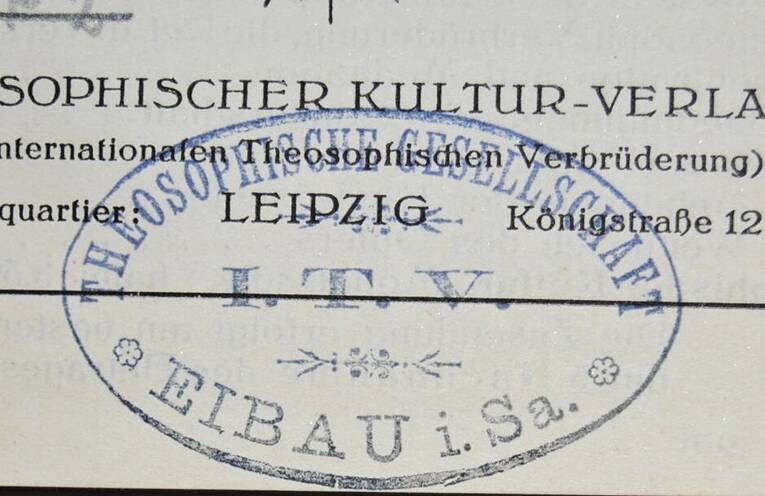 SOPHISCHER KULTUR-VERLA
nternationalen Theosophischen Verbrüderung)
quartier: LEIPZIG Königstraße 12
THEOSOPHISCHE GESELLSCHAFT
I. T. V.
EIBAU i. Sa.